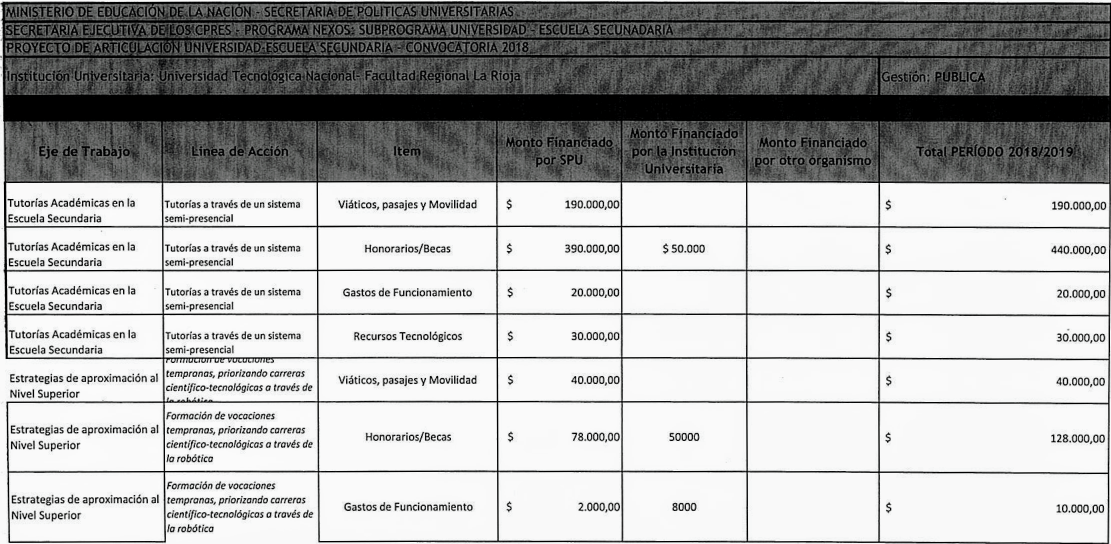 MINISTERIO DE EDUCACIÓN DE LA NACIÓN - SECRETARIA DE POLITICAS UNIVERSITARIAS
SECRETARÍA EJECUTIVA DE LOS CPRES - PROGRAMA NEXOS: SUBPROGRAMA UNIVERSIDAD - ESCUELA SECUNADARIA
PROYECTO DE ARTICULACIÓN UNIVERSIDAD-ESCUELA SECUNDARIA - CONVOCATORIA 2018
Institución Universitaria: Universidad Tecnológica Nacional- Facultad Regional La Rioja Gestión: PUBLICA
Eje de Trabajo Línea de Acción Item Monto Financiado por SPU Monto Financiado por la Institución Universitaria Monto Financiado por otro órganismo Total PERÍODO 2018/2019
Tutorías Académicas en la Escuela Secundaria Tutorías a través de un sistema semi-presencial Viáticos, pasajes y Movilidad $ 190.000,00 $ 190.000,00
Tutorías Académicas en la Escuela Secundaria Tutorías a través de un sistema semi-presencial Honorarios/Becas $ 390.000,00 $ 50.000 $ 440.000,00
Tutorías Académicas en la Escuela Secundaria Tutorías a través de un sistema semi-presencial Gastos de Funcionamiento $ 20.000,00 $ 20.000,00
Tutorías Académicas en la Escuela Secundaria Tutorías a través de un sistema semi-presencial Recursos Tecnológicos $ 30.000,00 $ 30.000,00
Estrategias de aproximación al Nivel Superior Formación de vocaciones tempranas, priorizando carreras científico-tecnológicas a través de la robótica Viáticos, pasajes y Movilidad $ 40.000,00 $ 40.000,00
Estrategias de aproximación al Nivel Superior Formación de vocaciones tempranas, priorizando carreras científico-tecnológicas a través de la robótica Honorarios/Becas $ 78.000,00 50000 $ 128.000,00
Estrategias de aproximación al Nivel Superior Formación de vocaciones tempranas, priorizando carreras científico-tecnológicas a través de la robótica Gastos de Funcionamiento $ 2.000,00 8000 $ 10.000,00